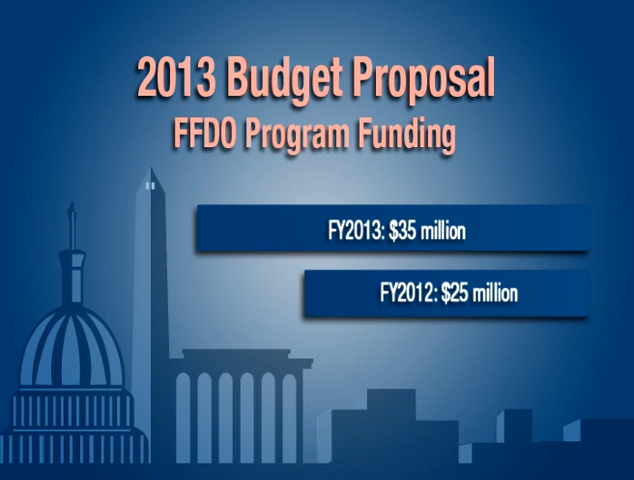 2013 Budget Proposal
FFDO Program Funding
FY2013: $35 million
FY2012: $25 million